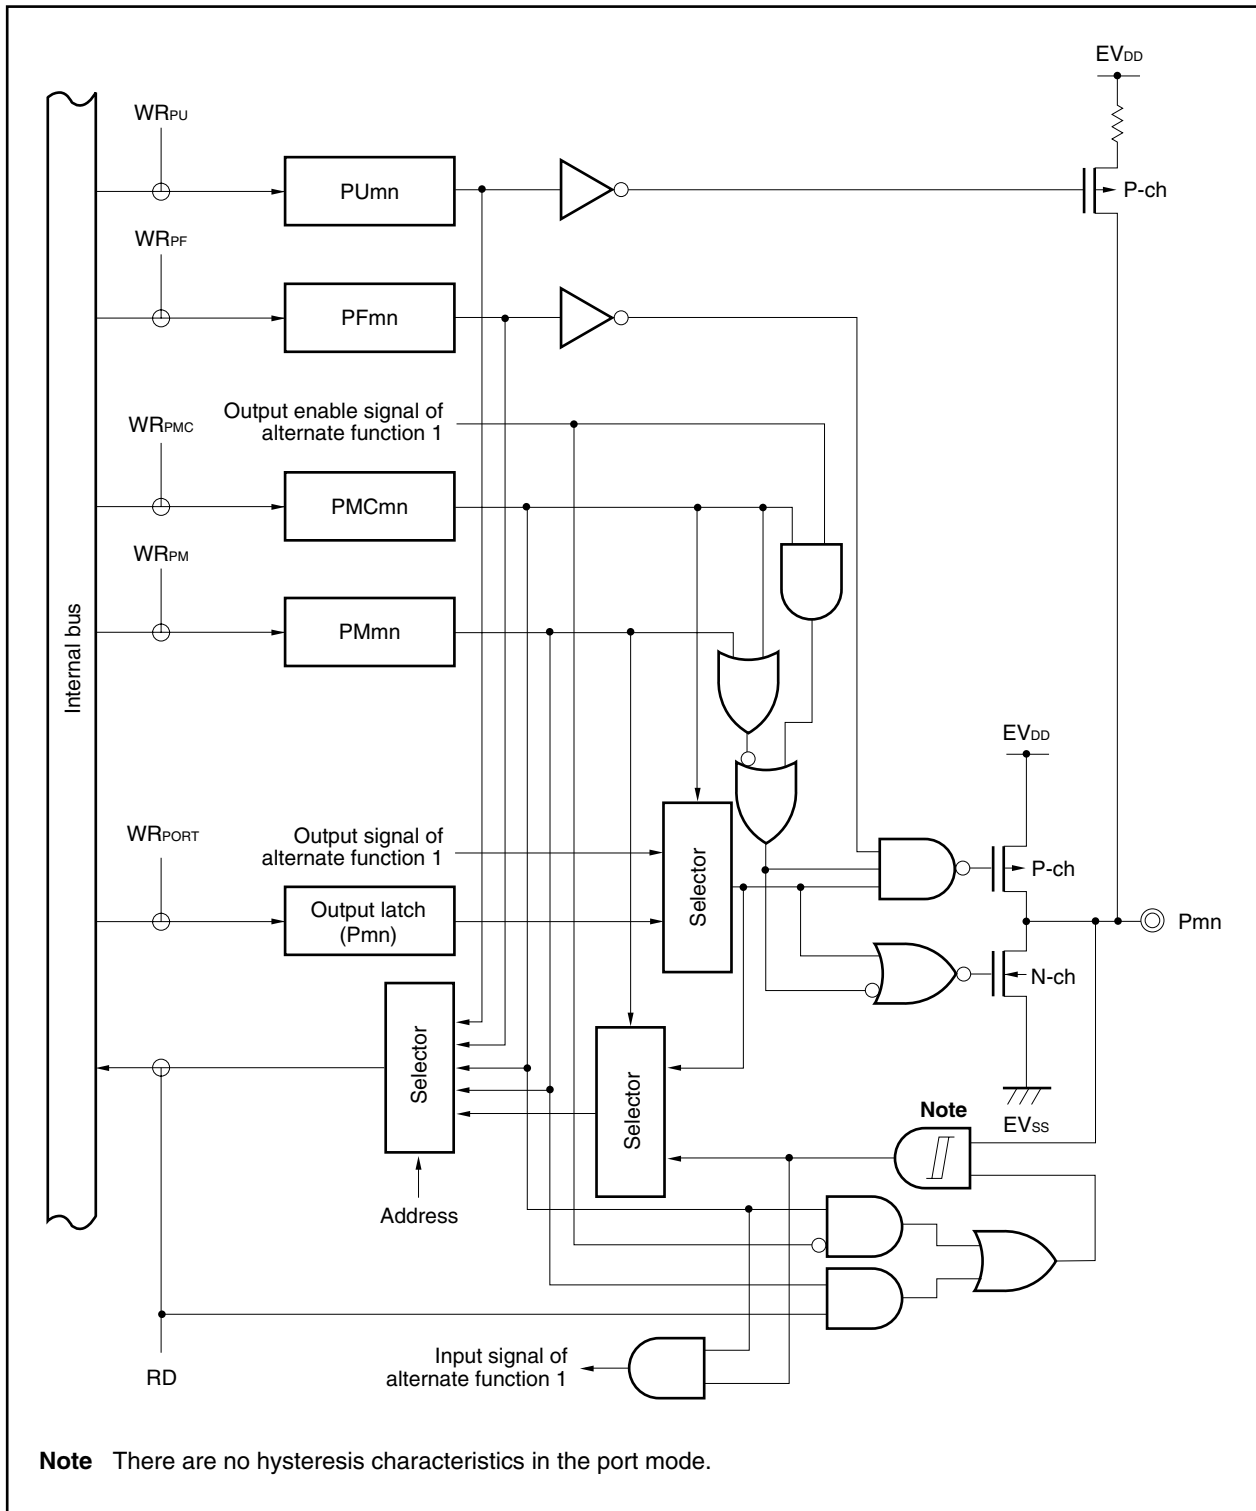 EVDD
WRPU
PUmn
P-ch
WRPF
PFmn
Output enable signal of
alternate function 1
WRPMC
PMCmn
WRPM
PMmn
Internal bus
EVDD
WRPORT
Output signal of
alternate function 1
Selector
P-ch
Output latch
(Pmn)
Pmn
N-ch
Selector
Selector
Note
EVSS
Address
RD
Input signal of
alternate function 1
Note There are no hysteresis characteristics in the port mode.